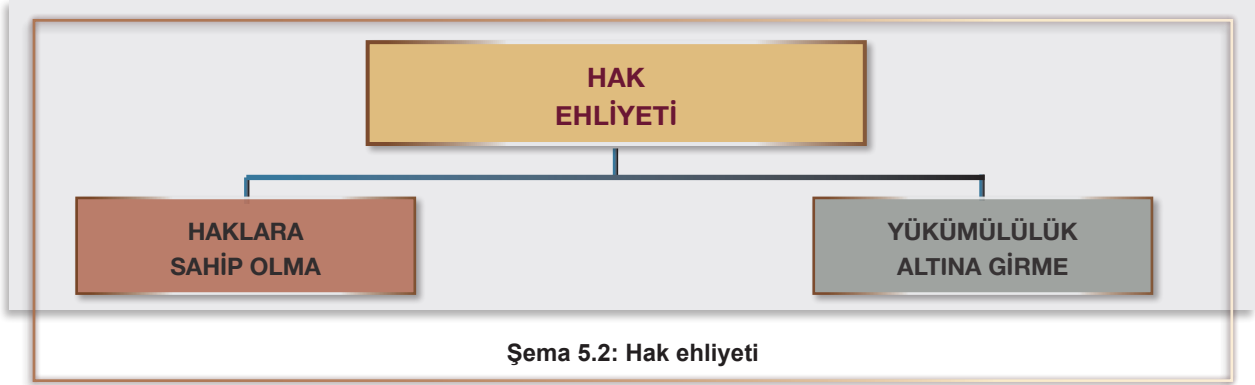 HAK
EHLİYETİ
HAKLARA
SAHİP OLMA
YÜKÜMÜLÜLÜK
ALTINA GİRME
Şema 5.2: Hak ehliyeti